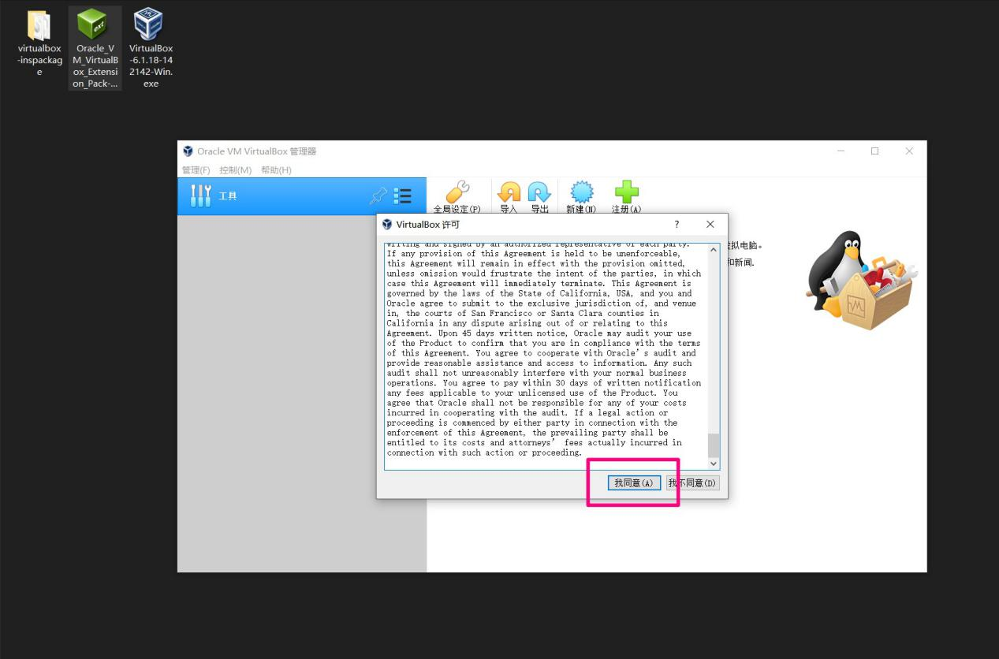 virtualbox
-inspackag
e
Oracle_V
M_VirtualB
ox_Extensi
on_Pack-...
VirtualBox
-6.1.18-14
2142-Win.
exe
ext
Oracle VM VirtualBox 管理器
管理(F) 控制(M) 帮助(H)
工具
全局设定(P) 导入 导出 新建(N) 注册(A)
虚拟电脑。
和新闻.
VirtualBox 许可
writing and signed by an authorized representative of each party.
If any provision of this Agreement is held to be unenforceable,
this Agreement will remain in effect with the provision omitted,
unless omission would frustrate the intent of the parties, in which
case this Agreement will immediately terminate. This Agreement is
governed by the laws of the State of California, USA, and you and
Oracle agree to submit to the exclusive jurisdiction of, and venue
in, the courts of San Francisco or Santa Clara counties in
California in any dispute arising out of or relating to this
Agreement. Upon 45 days written notice, Oracle may audit your use
of the Product to confirm that you are in compliance with the terms
of this Agreement. You agree to cooperate with Oracle's audit and
provide reasonable assistance and access to information. Any such
audit shall not unreasonably interfere with your normal business
operations. You agree to pay within 30 days of written notification
any fees applicable to your unlicensed use of the Product. You
agree that Oracle shall not be responsible for any of your costs
incurred in cooperating with the audit. If a legal action or
proceeding is commenced by either party in connection with the
enforcement of this Agreement, the prevailing party shall be
entitled to its costs and attorneys' fees actually incurred in
connection with such action or proceeding.
我同意(A) 我不同意(D)